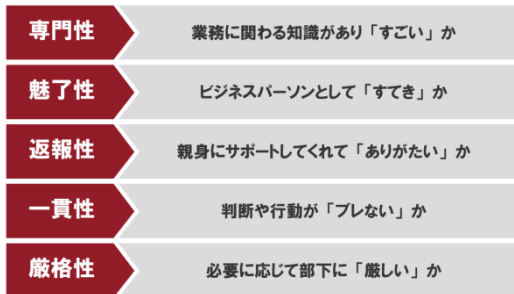 専門性
業務に関わる知識があり「すごい」か
魅了性
ビジネスパーソンとして「すてき」か
返報性
親身にサポートしてくれて「ありがたい」か
一貫性
判断や行動が「ブレない」か
厳格性
必要に応じて部下に「厳しい」か